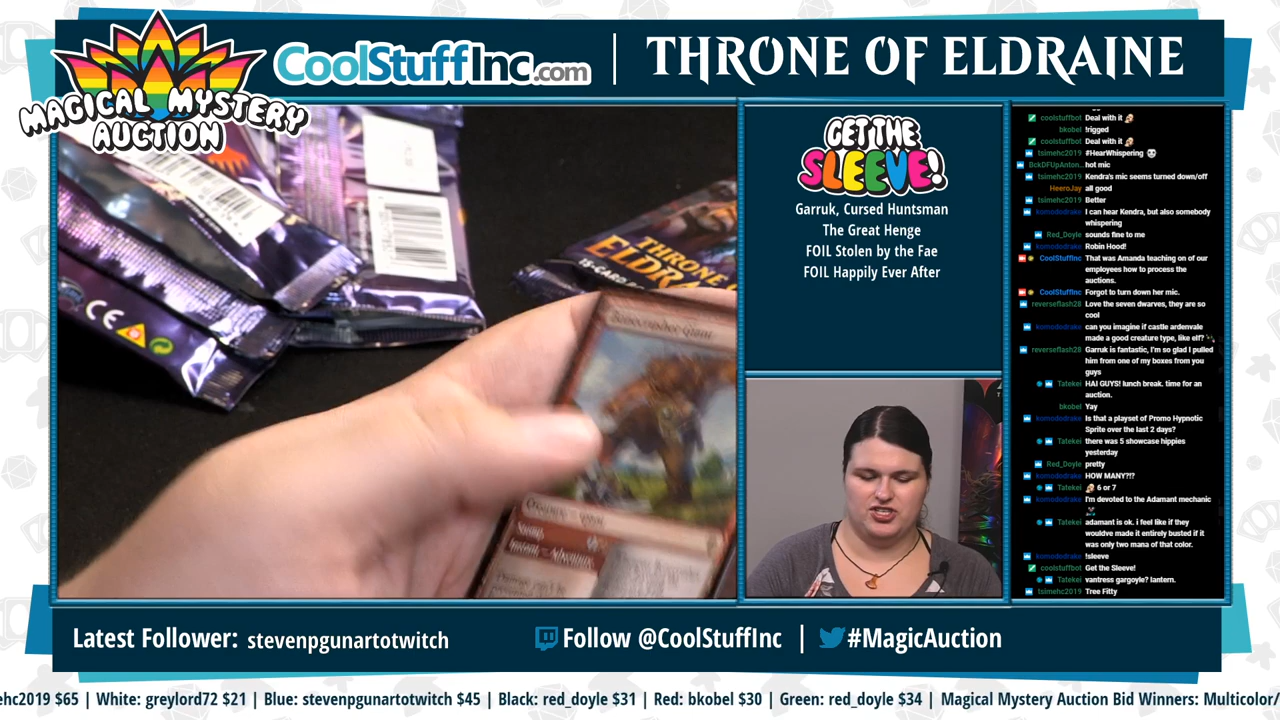 MAGICAL MYSTERY
AUCTION
CoolStuffInc.com
THRONE OF ELDRAINE
THRONE
CE
Bonecrusher Giant
GET THE
SLEEVE!
Garruk, Cursed Huntsman
The Great Henge
FOIL Stolen by the Fae
FOIL Happily Ever After
coolstuffbot Deal with it
bkobel !rigged
coolstuffbot Deal with it
tsimehc2019 #HearWhispering
BckDFUpAnton... hot mic
tsimehc2019 Kendra's mic seems turned down/off
HeeroJay all good
tsimehc2019 Better
komododrake I can hear Kendra, but also somebody
whispering
Red_Doyle sounds fine to me
komododrake Robin Hood!
CoolStuffInc That was Amanda teaching on of our
employees how to process the
auctions.
CoolStuffInc Forgot to turn down her mic.
reverseflash28 Love the seven dwarves, they are so
cool
komododrake can you imagine if castle ardenvale
made a good creature type, like elf?
reverseflash28 Garruk is fantastic, I'm so glad I pulled
him from one of my boxes from you
guys
Tatekei HAI GUYS! lunch break. time for an
auction.
bkobel Yay
komododrake Is that a playset of Promo Hypnotic
Sprite over the last 2 days?
Tatekei there was 5 showcase hippies
yesterday
Red_Doyle pretty
komododrake HOW MANY?!?
Tatekei 6 or 7
komododrake I'm devoted to the Adamant mechanic
Tatekei adamant is ok. i feel like if they
wouldve made it entirely busted if it
was only two mana of that color.
komododrake !sleeve
coolstuffbot Get the Sleeve!
Tatekei vantress gargoyle? lantern.
tsimehc2019 Tree Fitty
Latest Follower: stevenpgunartotwitch
Follow @CoolStuffInc | #MagicAuction
ehc2019 $65 | White: greylord72 $21 | Blue: stevenpgunartotwitch $45 | Black: red_doyle $31 | Red: bkobel $30 | Green: red_doyle $34 | Magical Mystery Auction Bid Winners: Multicolor/